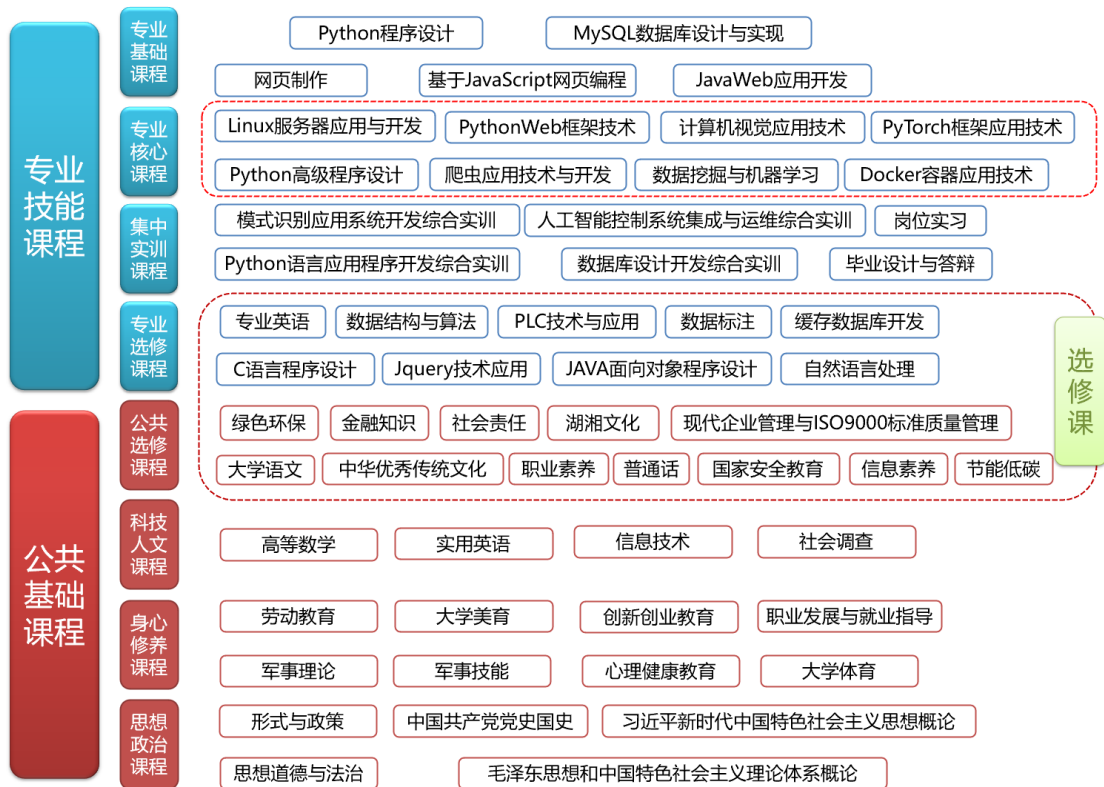 专业
技能
课程
专业
基础
课程
Python程序设计
MySQL数据库设计与实现
网页制作
基于JavaScript网页编程
JavaWeb应用开发
专业
核心
课程
Linux服务器应用与开发
PythonWeb框架技术
计算机视觉应用技术
PyTorch框架应用技术
Python高级程序设计
爬虫应用技术与开发
数据挖掘与机器学习
Docker容器应用技术
集中
实训
课程
模式识别应用系统开发综合实训
人工智能控制系统集成与运维综合实训
岗位实习
Python语言应用程序开发综合实训
数据库设计开发综合实训
毕业设计与答辩
专业
选修
课程
专业英语
数据结构与算法
PLC技术与应用
数据标注
缓存数据库开发
C语言程序设计
Jquery技术应用
JAVA面向对象程序设计
自然语言处理
选
修
课
公共
基础
课程
公共
选修
课程
绿色环保
金融知识
社会责任
湖湘文化
现代企业管理与ISO9000标准质量管理
大学语文
中华优秀传统文化
职业素养
普通话
国家安全教育
信息素养
节能低碳
科技
人文
课程
高等数学
实用英语
信息技术
社会调查
身心
修养
课程
劳动教育
大学美育
创新创业教育
职业发展与就业指导
军事理论
军事技能
心理健康教育
大学体育
思想
政治
课程
形式与政策
中国共产党党史国史
习近平新时代中国特色社会主义思想概论
思想道德与法治
毛泽东思想和中国特色社会主义理论体系概论